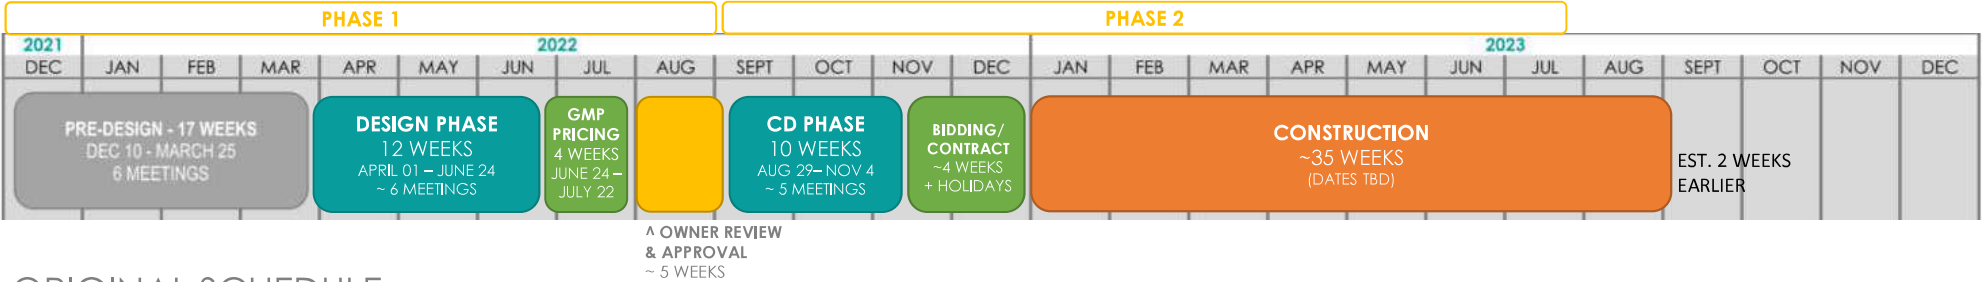 PHASE 1
PHASE 2
2021
2022
2023
DEC JAN FEB MAR APR MAY JUN JUL AUG SEPT OCT NOV DEC JAN FEB MAR APR MAY JUN JUL AUG SEPT OCT NOV DEC
PRE-DESIGN - 17 WEEKS
DEC 10 - MARCH 25
6 MEETINGS
DESIGN PHASE
12 WEEKS
APRIL 01 – JUNE 24
~ 6 MEETINGS
GMP
PRICING
4 WEEKS
JUNE 24 –
JULY 22
^ OWNER REVIEW
& APPROVAL
~ 5 WEEKS
CD PHASE
10 WEEKS
AUG 29– NOV 4
~ 5 MEETINGS
BIDDING/
CONTRACT
~4 WEEKS
+ HOLIDAYS
CONSTRUCTION
~35 WEEKS
(DATES TBD)
EST. 2 WEEKS
EARLIER
ORIGINAL SCHEDULE